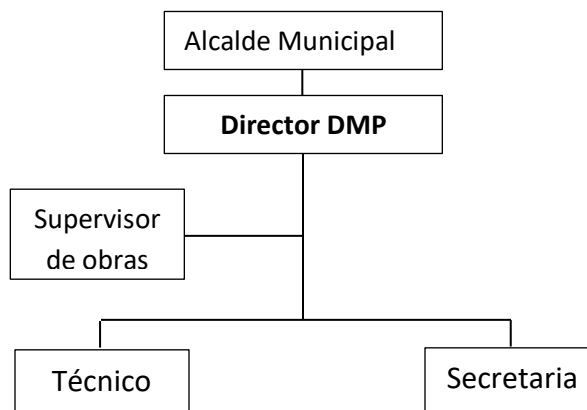 Alcalde Municipal
Director DMP
Supervisor
de obras
Técnico
Secretaria